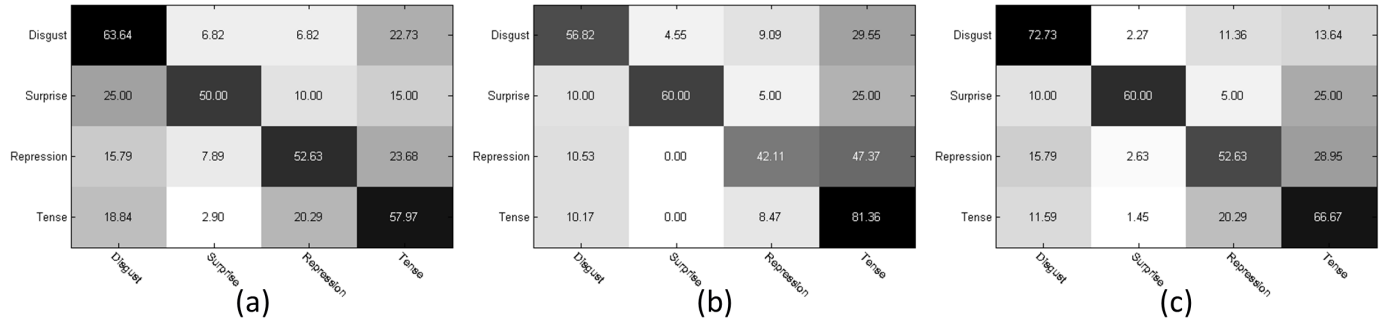 Disgust 63.64 6.82 6.82 22.73
Surprise 25.00 50.00 10.00 15.00
Repression 15.79 7.89 52.63 23.68
Tense 18.84 2.90 20.29 57.97
Disgust Surprise Repression Tense
(a)
Disgust 56.82 4.55 9.09 29.55
Surprise 10.00 60.00 5.00 25.00
Repression 10.53 0.00 42.11 47.37
Tense 10.17 0.00 8.47 81.36
Disgust Surprise Repression Tense
(b)
Disgust 72.73 2.27 11.36 13.64
Surprise 10.00 60.00 5.00 25.00
Repression 15.79 2.63 52.63 28.95
Tense 11.59 1.45 20.29 66.67
Disgust Surprise Repression Tense
(c)